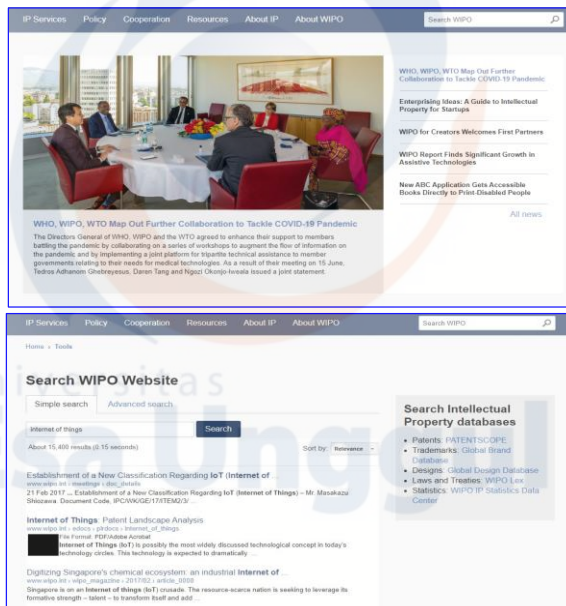 IP Services Policy Cooperation Resources About IP About WIPO Search WIPO
WHO, WIPO, WTO Map Out Further
Collaboration to Tackle COVID-19 Pandemic
Enterprising Ideas: A Guide to Intellectual
Property for Startups
WIPO for Creators Welcomes First Partners
WIPO Report Finds Significant Growth in
Assistive Technologies
New ABC Application Gets Accessible
Books Directly to Print-Disabled People
All news
WHO, WIPO, WTO Map Out Further Collaboration to Tackle COVID-19 Pandemic
The Directors General of WHO, WIPO and the WTO agreed to enhance their support to members
battling the pandemic by collaborating on a series of workshops to augment the flow of information on
the pandemic and by implementing a joint platform for tripartite technical assistance to member
governments relating to their needs for medical technologies. As a result of their meeting on 15 June,
Tedros Adhanom Ghebreyesus, Daren Tang and Ngozi Okonjo-Iweala issued a joint statement.
IP Services Policy Cooperation Resources About IP About WIPO Search WIPO
Home › Tools
Universitas
Esa Unggul
Search WIPO Website
Simple search Advanced search
internet of things Search
About 15,400 results (0.15 seconds) Sort by: Relevance
Establishment of a New Classification Regarding IoT (Internet of ...
www.wipo.int › meetings › doc_details
21 Feb 2017 ... Establishment of a New Classification Regarding IoT (Internet of Things) – Mr. Masakazu
Shiozawa. Document Code, IPC/WK/GE/17/ITEM2/3/ ...
Internet of Things: Patent Landscape Analysis
www.wipo.int › edocs › plrdocs › internet_of_things
File Format: PDF/Adobe Acrobat
Internet of Things (IoT) is possibly the most widely discussed technological concept in today's
technology circles. This technology is expected to dramatically ...
Digitizing Singapore's chemical ecosystem: an industrial Internet of ...
www.wipo.int › wipo_magazine › 2017/02 › article_0008
Singapore is on an internet of things (IoT) crusade. The resource-scarce nation is seeking to leverage its
formative strength – talent – to transform itself and add ...
Search Intellectual
Property databases
• Patents: PATENTSCOPE
• Trademarks: Global Brand
Database
• Designs: Global Design Database
• Laws and Treaties: WIPO Lex
• Statistics: WIPO IP Statistics Data
Center